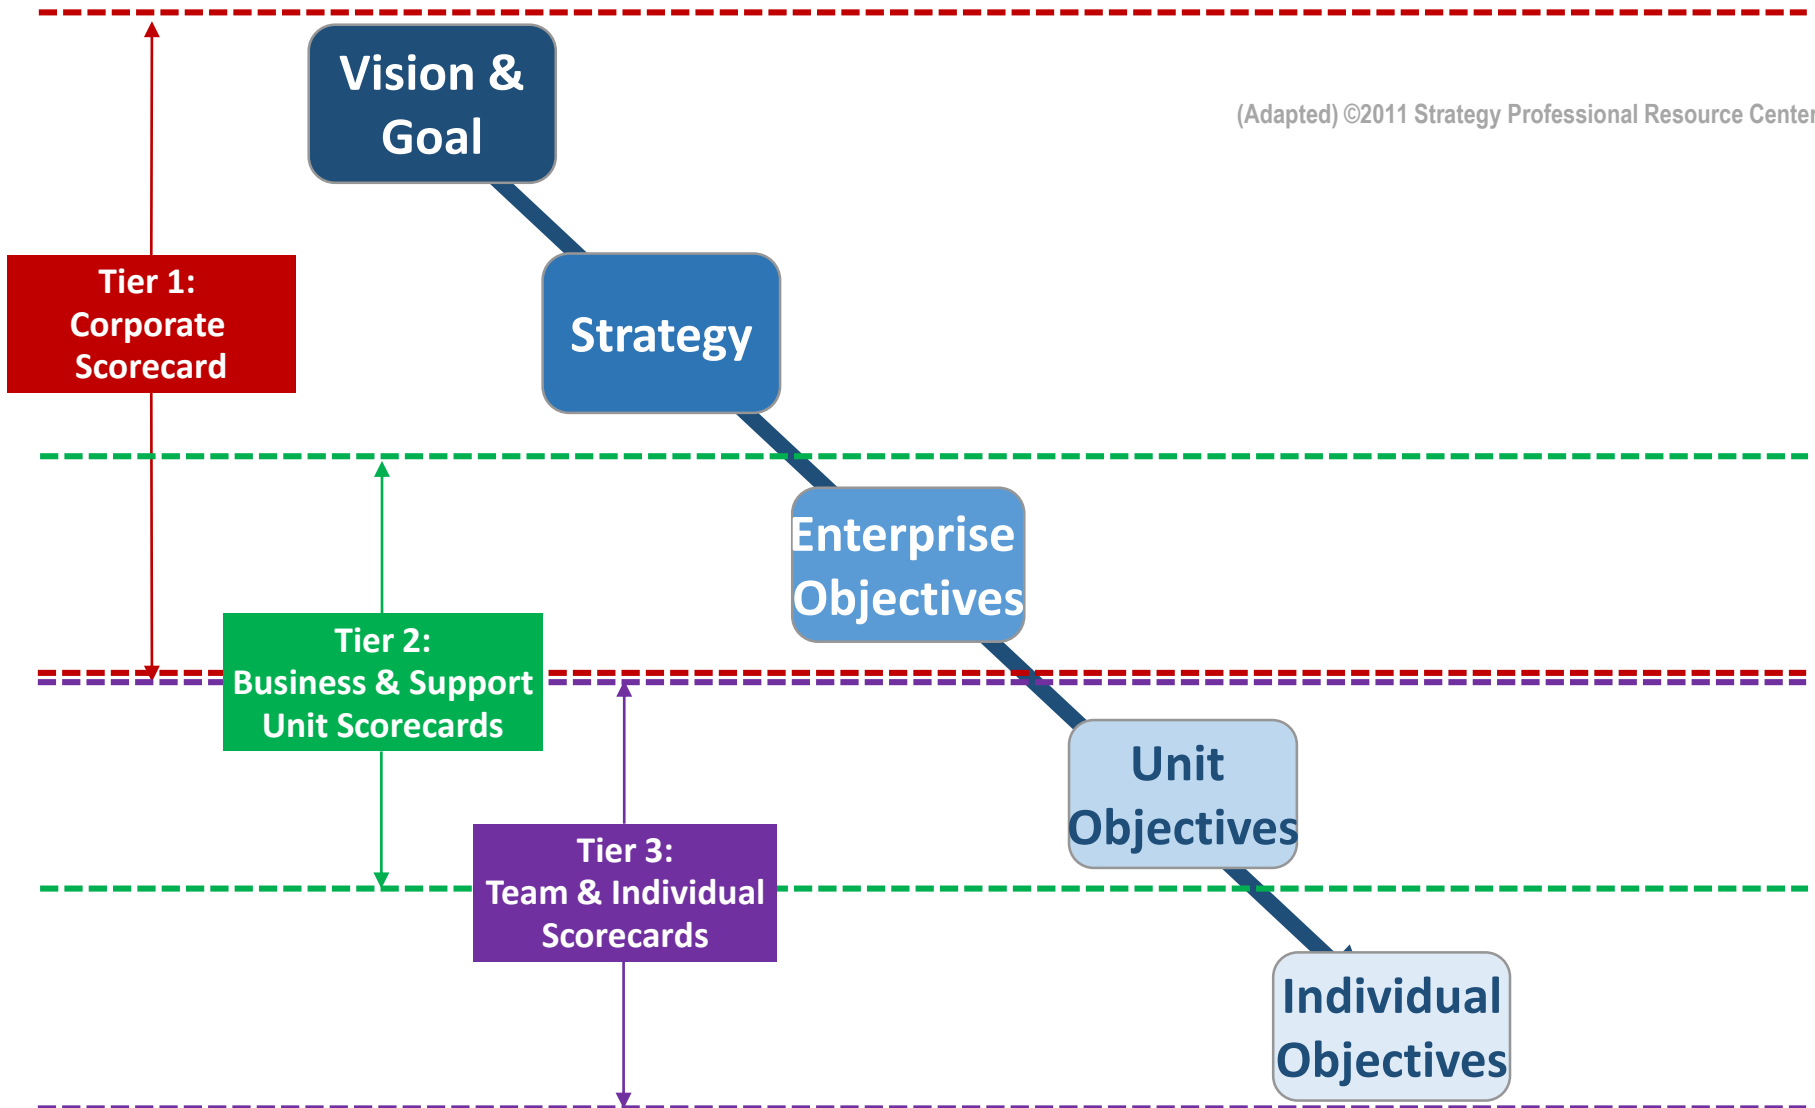 Vision &
Goal
(Adapted) ©2011 Strategy Professional Resource Center
Tier 1:
Corporate
Scorecard
Strategy
Enterprise
Objectives
Tier 2:
Business & Support
Unit Scorecards
Unit
Objectives
Tier 3:
Team & Individual
Scorecards
Individual
Objectives